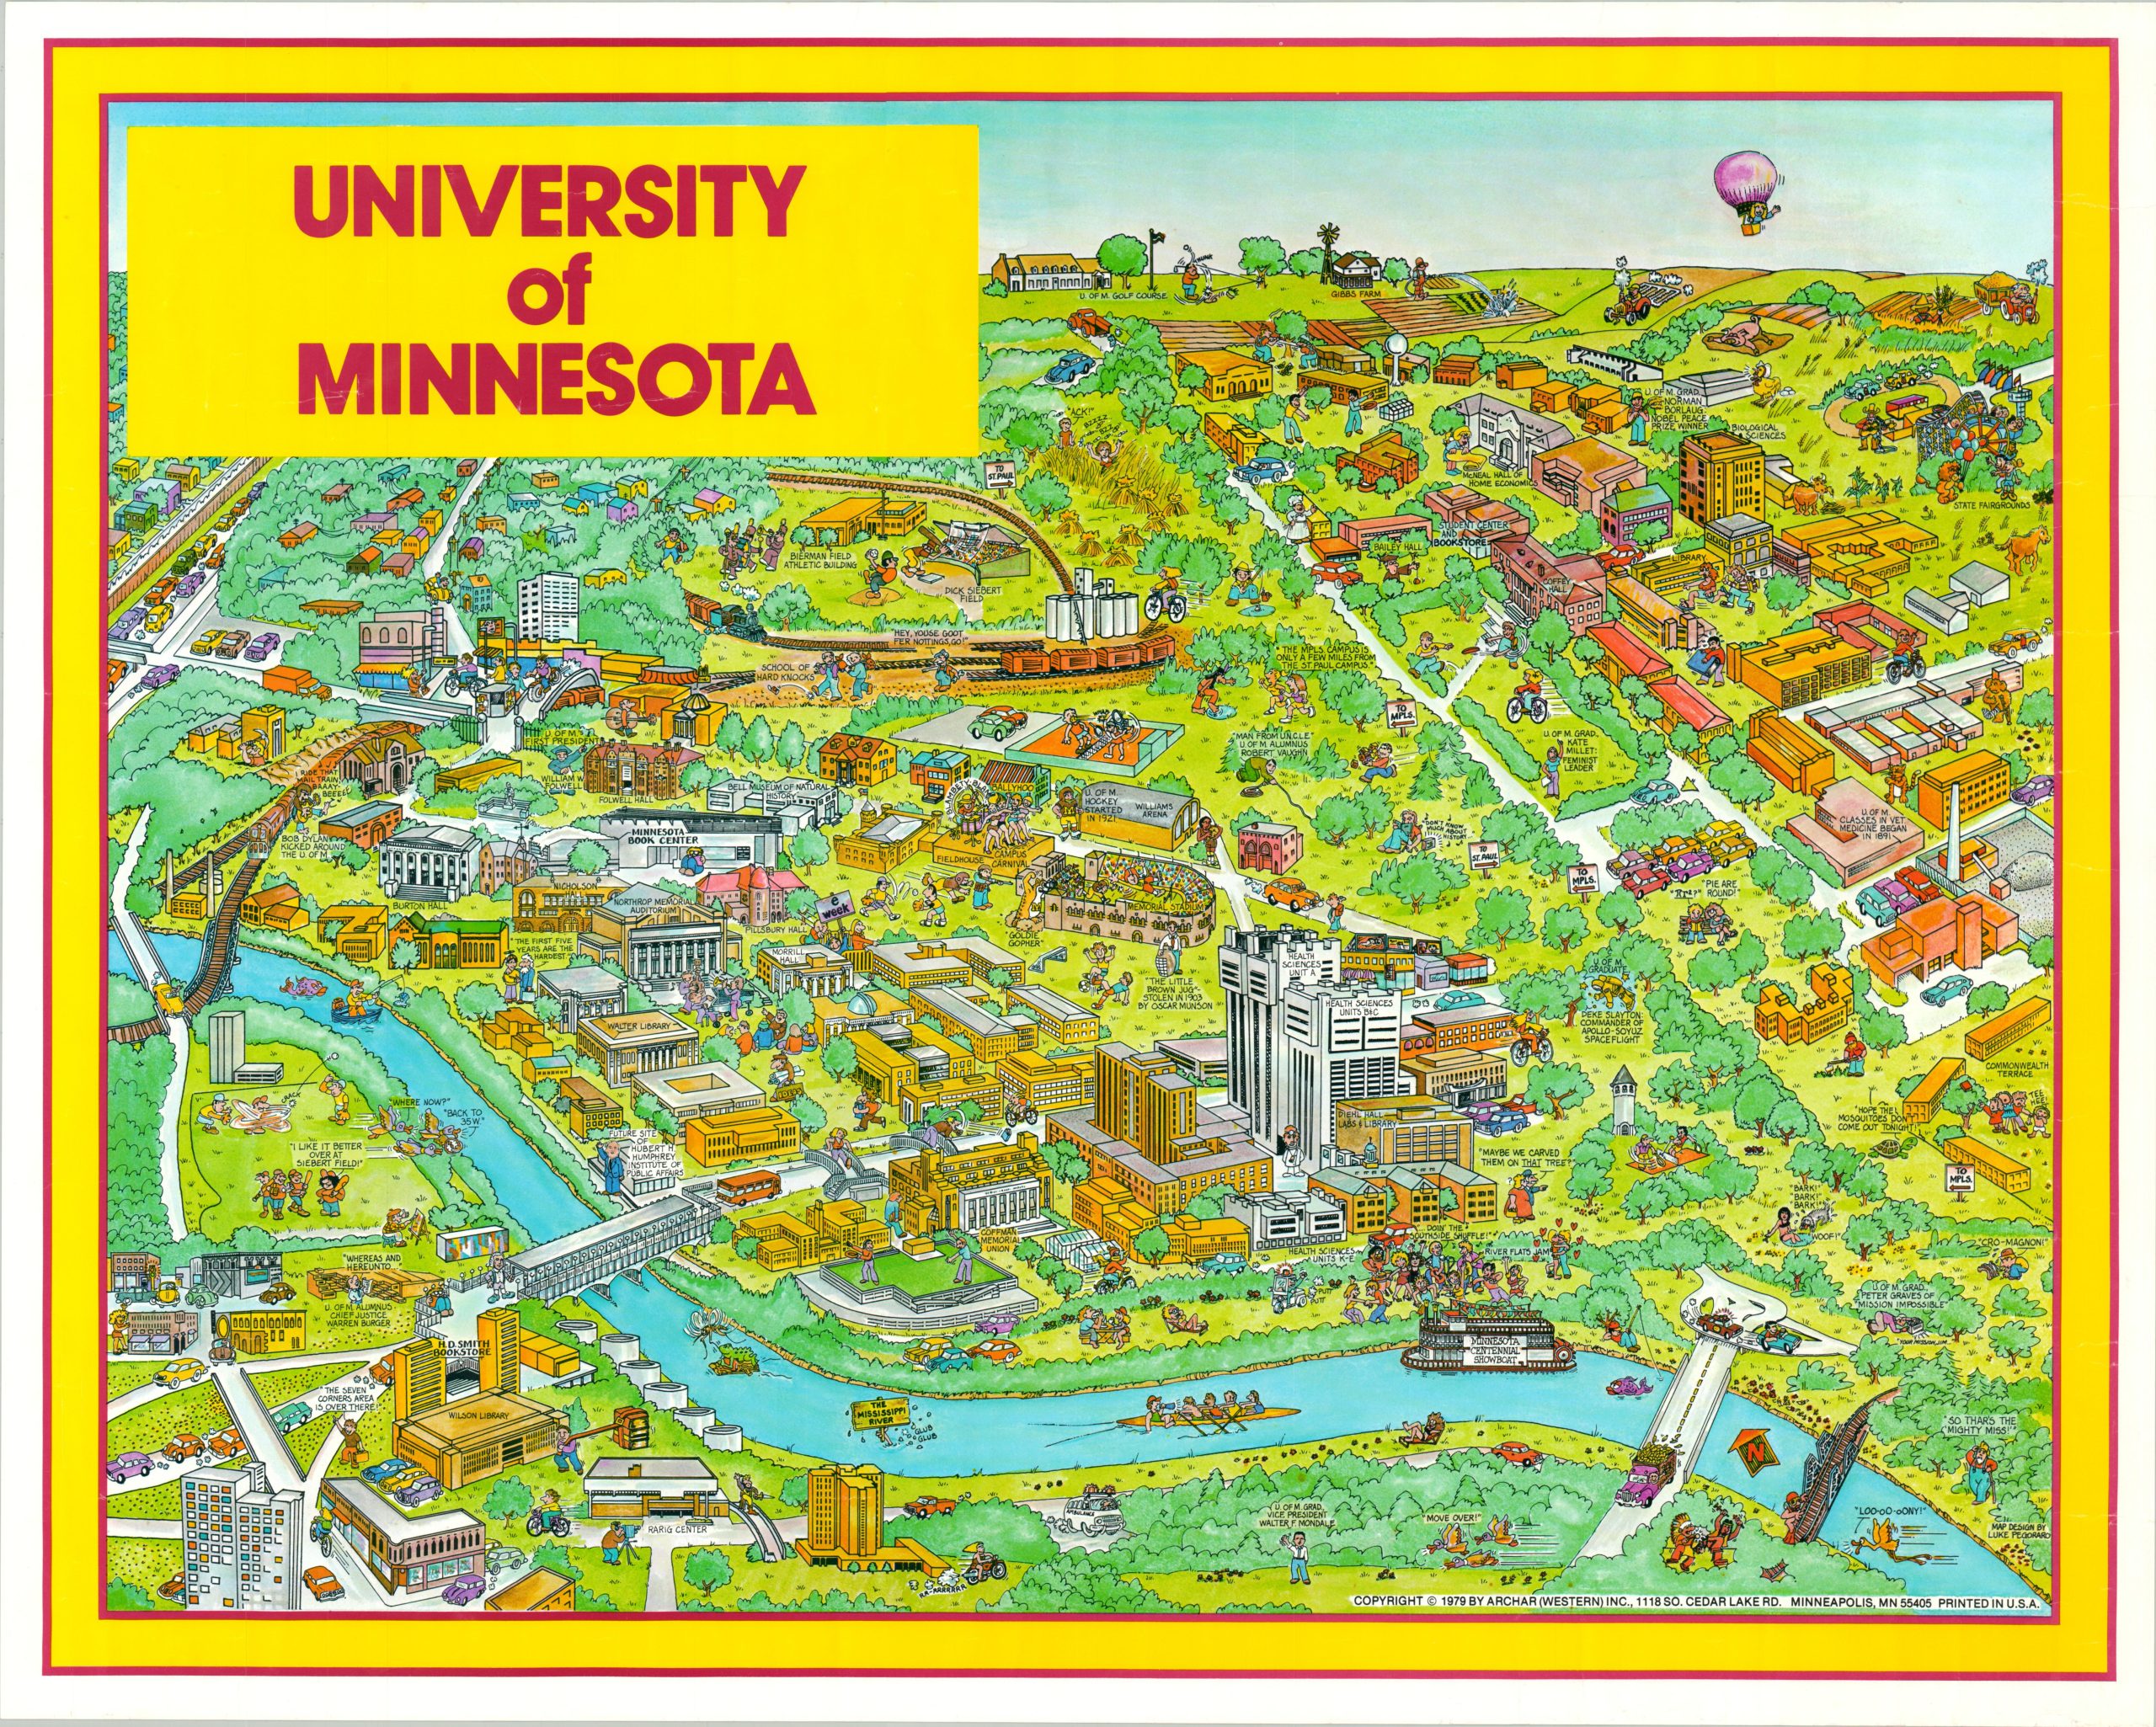 UNIVERSITY
of
MINNESOTA
U. OF M. GOLF COURSE
GIBBS FARM
"ACK!"
BZZZZ
U. OF M. GRAD
NORMAN
BORLAUG
NOBEL PEACE
PRIZE WINNER
BIOLOGICAL
SCIENCES
McNEAL HALL OF
HOME ECONOMICS
TO
ST. PAUL
STATE FAIRGROUNDS
STUDENT CENTER
AND
BOOKSTORE
BAILEY HALL
LIBRARY
COFFEY
HALL
BIERMAN FIELD
ATHLETIC BUILDING
DICK SIEBERT
FIELD
"HEY, YOUSE GOOT
FER NOTTINGS, GO!"
SCHOOL OF
HARD KNOCKS
"THE MPLS. CAMPUS IS
ONLY A FEW MILES FROM
THE ST. PAUL CAMPUS."
TO
MPLS.
U. OF M.'S
FIRST PRESIDENT
WILLIAM W.
FOLWELL
FOLWELL HALL
"MAN FROM U.N.C.L.E."
U. OF M. ALUMNUS
ROBERT VAUGHN
U. OF M. GRAD,
KATE
MILLET:
FEMINIST
LEADER
"I RIDE THAT
MAIL TRAIN,
BAAAY-
BEEEE!"
BOB DYLAN
KICKED AROUND
THE U. OF M.
BELL MUSEUM OF NATURAL
HISTORY
BALLYHOO
U. OF M.
HOCKEY
STARTED
IN 1921
WILLIAMS
ARENA
MINNESOTA
BOOK CENTER
FIELDHOUSE
CAMPUS
CARNIVAL
"DON'T KNOW
MUCH ABOUT
HISTORY"
TO
ST. PAUL
TO
MPLS.
U. OF M.
CLASSES IN VET.
MEDICINE BEGAN
IN 1891.
"PIE ARE
ROUND!"
BURTON HALL
NICHOLSON
NORTHROP MEMORIAL
AUDITORIUM
PILLSBURY HALL
e
week
MEMORIAL STADIUM
"GOLDIE
GOPHER"
"THE FIRST FIVE
YEARS ARE THE
HARDEST."
MORRILL
HALL
"THE LITTLE
BROWN JUG"-
STOLEN IN 1903
BY OSCAR MUNSON
HEALTH
SCIENCES
UNIT A
HEALTH SCIENCES
UNITS B&C
U. OF M.
GRADUATE
DEKE SLAYTON:
COMMANDER OF
APOLLO-SOYUZ
SPACEFLIGHT
WALTER LIBRARY
COMMONWEALTH
TERRACE
CRACK
"WHERE NOW?"
"BACK TO
35W."
"I LIKE IT BETTER
OVER AT
SIEBERT FIELD!"
FUTURE SITE
OF
HUBERT H.
HUMPHREY
INSTITUTE OF
PUBLIC AFFAIRS
DIEHL HALL
LABS & LIBRARY
"MAYBE WE CARVED
THEM ON THAT TREE?"
"HOPE THE
MOSQUITOES DON'T
COME OUT TONIGHT!"
TEE
HEE!
TO
MPLS.
"BARK!"
"BARK!
BARK!"
"WOOF!"
"CRO-MAGNON!"
COFFMAN
MEMORIAL
UNION
HEALTH SCIENCES
UNITS K-E
"...DOIN' THE
SOUTHSIDE SHUFFLE!"
RIVER FLATS JAM
PUTT
PUTT
"WHEREAS AND
HEREUNTO..."
U. OF M. ALUMNUS
CHIEF JUSTICE
WARREN BURGER
U. OF M. GRAD,
PETER GRAVES OF
"MISSION IMPOSSIBLE"
H.D. SMITH
BOOKSTORE
MINNESOTA
CENTENNIAL
SHOWBOAT
"THE SEVEN
CORNERS AREA
IS OVER THERE!"
WILSON LIBRARY
THE
MISSISSIPPI
RIVER
GLUB
GLUB
N
"SO THAR'S THE
'MIGHTY MISS!'"
RARIG CENTER
AMBULANCE
U. OF M. GRAD,
VICE PRESIDENT
WALTER F. MONDALE
"MOVE OVER!"
"LOO-OO-OONY!"
MAP DESIGN BY
LUKE PEGORARO
COPYRIGHT © 1979 BY ARCHAR (WESTERN) INC., 1118 SO. CEDAR LAKE RD. MINNEAPOLIS, MN 55405 PRINTED IN U.S.A.